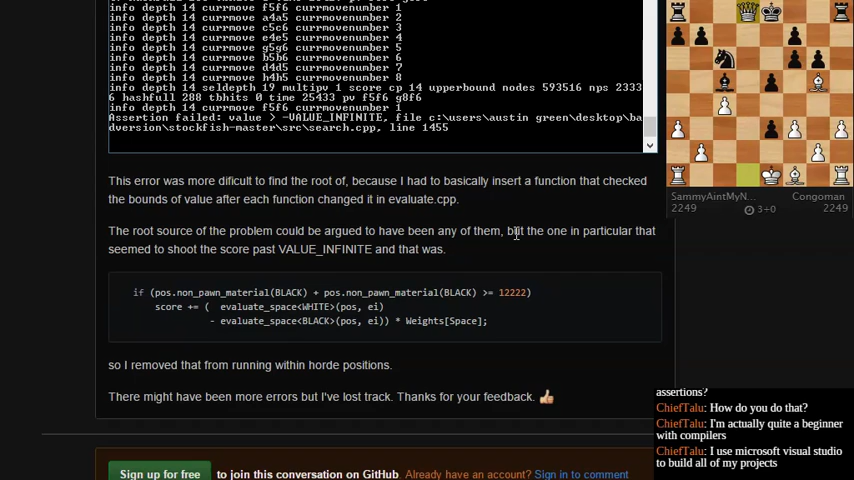 info depth 14 currmove f5f6 currmovenumber 1
info depth 14 currmove a4a5 currmovenumber 2
info depth 14 currmove c5c6 currmovenumber 3
info depth 14 currmove e4e5 currmovenumber 4
info depth 14 currmove g5g6 currmovenumber 5
info depth 14 currmove b5b6 currmovenumber 6
info depth 14 currmove d4d5 currmovenumber 7
info depth 14 currmove h4h5 currmovenumber 8
info depth 14 seldepth 19 multipv 1 score cp 14 upperbound nodes 593516 nps 2333
6 hashfull 288 tbhits 0 time 25433 pv f5f6 g8f6
info depth 14 currmove f5f6 currmovenumber 1
Assertion failed: value > -VALUE_INFINITE, file c:\users\austin green\desktop\ba
dversion\stockfish-master\src\search.cpp, line 1455
This error was more dificult to find the root of, because I had to basically insert a function that checked
the bounds of value after each function changed it in evaluate.cpp.
The root source of the problem could be argued to have been any of them, but the one in particular that
seemed to shoot the score past VALUE_INFINITE and that was.
if (pos.non_pawn_material(BLACK) + pos.non_pawn_material(BLACK) >= 12222)
score += ( evaluate_space<WHITE>(pos, ei)
- evaluate_space<BLACK>(pos, ei)) * Weights[Space];
so I removed that from running within horde positions.
There might have been more errors but I've lost track. Thanks for your feedback. 👍
Sign up for free to join this conversation on GitHub. Already have an account? Sign in to comment
SammyAintMyN... Congoman
2249 3+0 2249
assertions?
ChiefTalu: How do you do that?
ChiefTalu: I'm actually quite a beginner
with compilers
ChiefTalu: I use microsoft visual studio
to build all of my projects